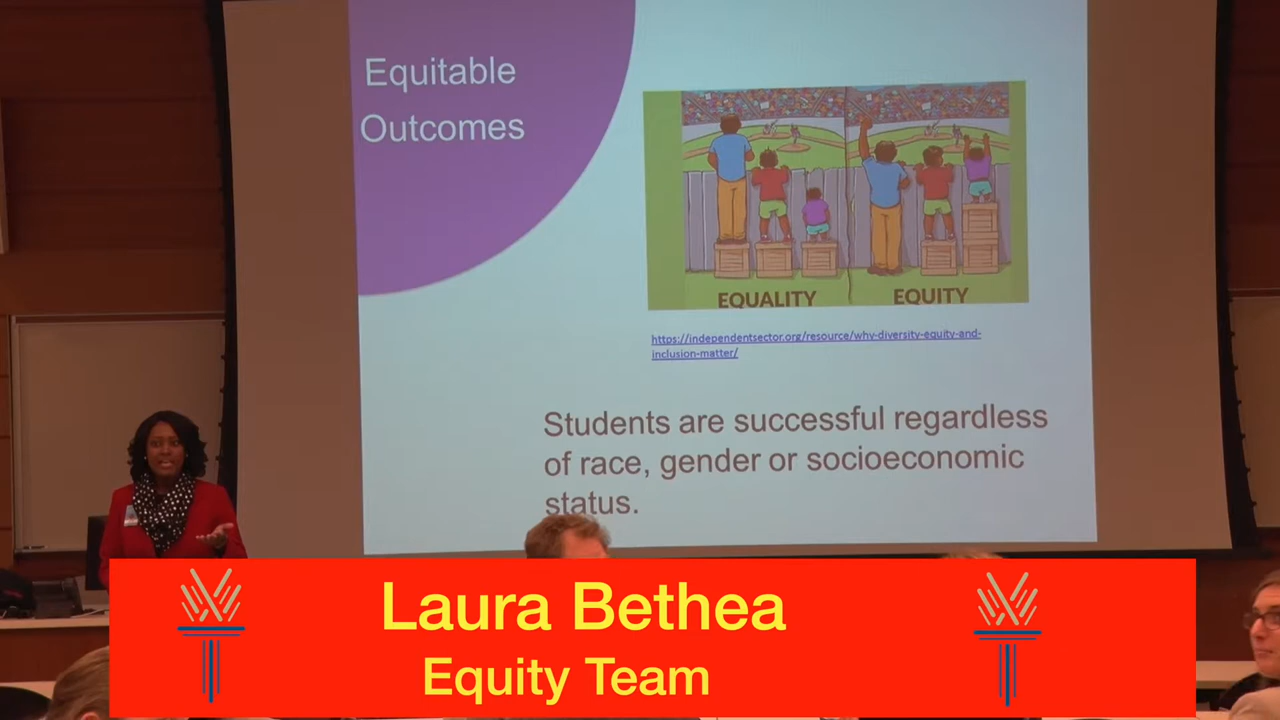 Equitable
Outcomes
EQUALITY
EQUITY
https://independentsector.org/resource/why-diversity-equity-and-
inclusion-matter/
Students are successful regardless
of race, gender or socioeconomic
status.
Laura Bethea
Equity Team